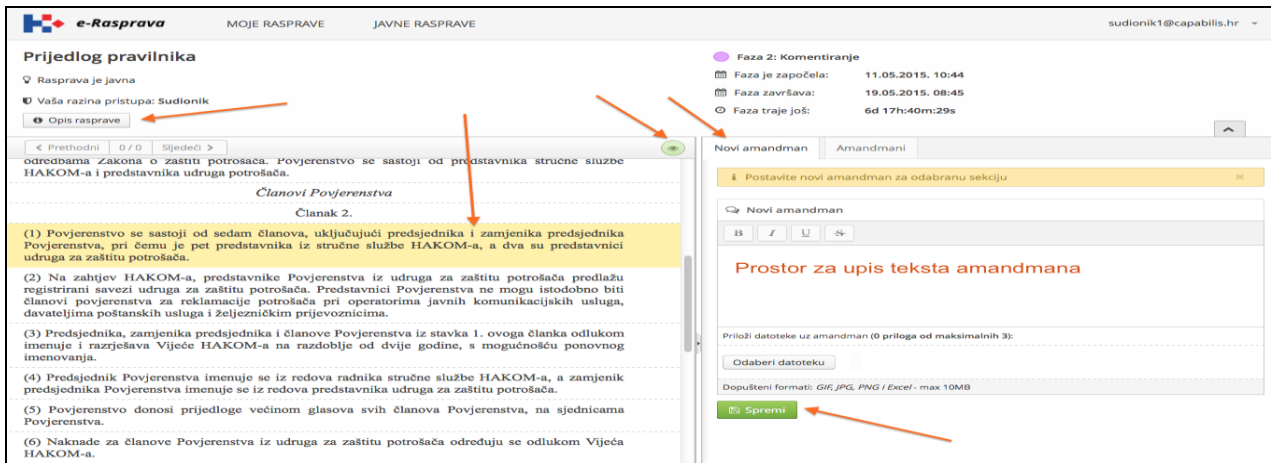 e-Rasprava MOJE RASPRAVE JAVNE RASPRAVE sudionik1@capabilis.hr
Prijedlog pravilnika
Rasprava je javna
Vaša razina pristupa: Sudionik
Opis rasprave
Faza 2: Komentiranje
Faza je započela: 11.05.2015. 10:44
Faza završava: 19.05.2015. 08:45
Faza traje još: 6d 17h:40m:29s
Prethodni 0 / 0 Sljedeći
odredbama Zakona o zaštiti potrošača. Povjerenstvo se sastoji od predstavnika stručne službe
HAKOM-a i predstavnika udruga potrošača.
Članovi Povjerenstva
Članak 2.
(1) Povjerenstvo se sastoji od sedam članova, uključujući predsjednika i zamjenika predsjednika
Povjerenstva, pri čemu je pet predstavnika iz stručne službe HAKOM-a, a dva su predstavnici
udruga za zaštitu potrošača.
(2) Na zahtjev HAKOM-a, predstavnike Povjerenstva iz udruga za zaštitu potrošača predlažu
registrirani savezi udruga za zaštitu potrošača. Predstavnici Povjerenstva ne mogu istodobno biti
članovi povjerenstva za reklamacije potrošača pri operatorima javnih komunikacijskih usluga,
davateljima poštanskih usluga i željezničkim prijevoznicima.
(3) Predsjednika, zamjenika predsjednika i članove Povjerenstva iz stavka 1. ovoga članka odlukom
imenuje i razrješava Vijeće HAKOM-a na razdoblje od dvije godine, s mogućnošću ponovnog
imenovanja.
(4) Predsjednik Povjerenstva imenuje se iz redova radnika stručne službe HAKOM-a, a zamjenik
predsjednika Povjerenstva imenuje se iz redova predstavnika udruga za zaštitu potrošača.
(5) Povjerenstvo donosi prijedloge većinom glasova svih članova Povjerenstva, na sjednicama
Povjerenstva.
(6) Naknade za članove Povjerenstva iz udruga za zaštitu potrošača određuju se odlukom Vijeća
HAKOM-a.
Novi amandman Amandmani
Postavite novi amandman za odabranu sekciju
Novi amandman
B I U S
Prostor za upis teksta amandmana
Priloži datoteke uz amandman (0 priloga od maksimalnih 3):
Odaberi datoteku
Dopušteni formati: GIF, JPG, PNG i Excel - max 10MB
Spremi